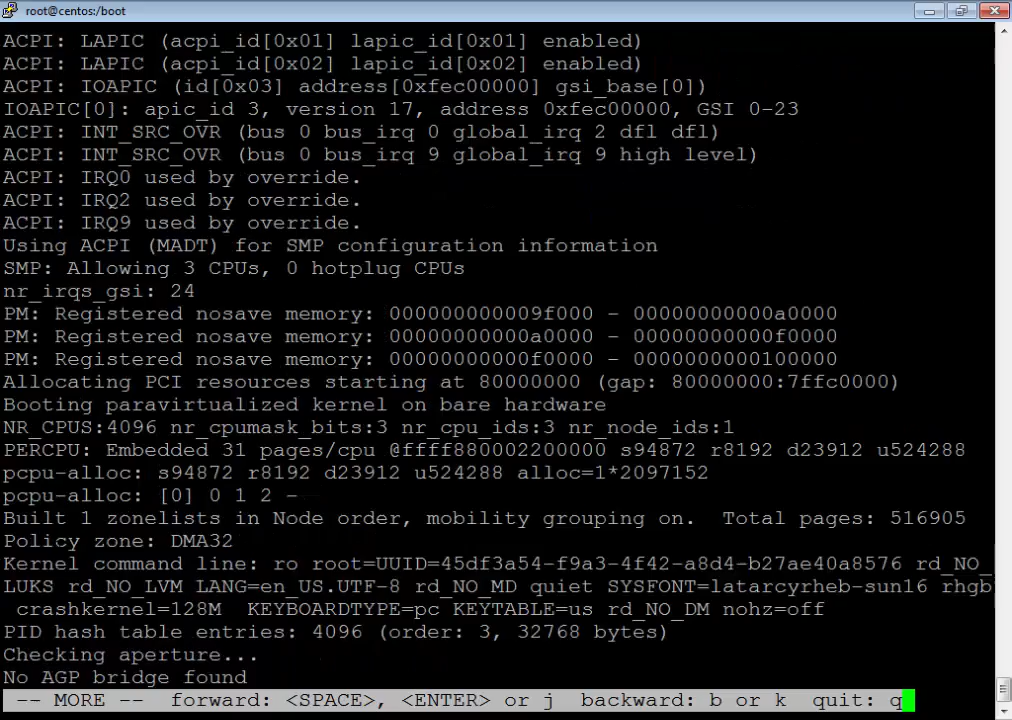 root@centos:/boot
ACPI: LAPIC (acpi_id[0x01] lapic_id[0x01] enabled)
ACPI: LAPIC (acpi_id[0x02] lapic_id[0x02] enabled)
ACPI: IOAPIC (id[0x03] address[0xfec00000] gsi_base[0])
IOAPIC[0]: apic_id 3, version 17, address 0xfec00000, GSI 0-23
ACPI: INT_SRC_OVR (bus 0 bus_irq 0 global_irq 2 dfl dfl)
ACPI: INT_SRC_OVR (bus 0 bus_irq 9 global_irq 9 high level)
ACPI: IRQ0 used by override.
ACPI: IRQ2 used by override.
ACPI: IRQ9 used by override.
Using ACPI (MADT) for SMP configuration information
SMP: Allowing 3 CPUs, 0 hotplug CPUs
nr_irqs_gsi: 24
PM: Registered nosave memory: 000000000009f000 - 00000000000a0000
PM: Registered nosave memory: 00000000000a0000 - 00000000000f0000
PM: Registered nosave memory: 00000000000f0000 - 0000000000100000
Allocating PCI resources starting at 80000000 (gap: 80000000:7ffc0000)
Booting paravirtualized kernel on bare hardware
NR_CPUS:4096 nr_cpumask_bits:3 nr_cpu_ids:3 nr_node_ids:1
PERCPU: Embedded 31 pages/cpu @ffff880002200000 s94872 r8192 d23912 u524288
pcpu-alloc: s94872 r8192 d23912 u524288 alloc=1*2097152
pcpu-alloc: [0] 0 1 2 -
Built 1 zonelists in Node order, mobility grouping on.  Total pages: 516905
Policy zone: DMA32
Kernel command line: ro root=UUID=45df3a54-f9a3-4f42-a8d4-b27ae40a8576 rd_NO_
LUKS rd_NO_LVM LANG=en_US.UTF-8 rd_NO_MD quiet SYSFONT=latarcyrheb-sun16 rhgb
 crashkernel=128M  KEYBOARDTYPE=pc KEYTABLE=us rd_NO_DM nohz=off
PID hash table entries: 4096 (order: 3, 32768 bytes)
Checking aperture...
No AGP bridge found
-- MORE --  forward: <SPACE>, <ENTER> or j  backward: b or k  quit: q